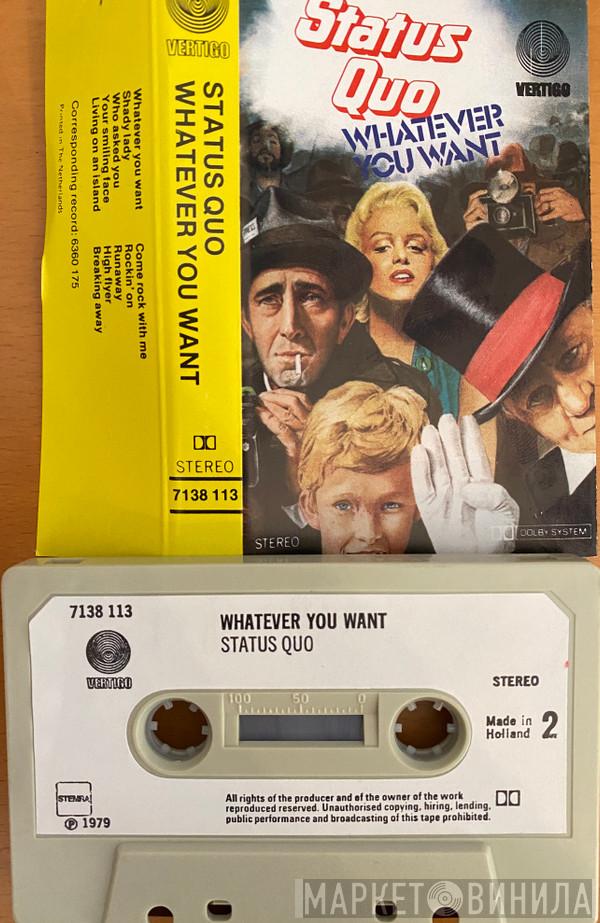 VERTIGO
STATUS QUO
WHATEVER YOU WANT
Whatever you want
Shady lady
Who asked you
Your smiling face
Living on an island
Come rock with me
Rockin' on
Runaway
High flyer
Breaking away
Corresponding record: 6360 175
Printed in The Netherlands
STEREO
7138 113
Status
Quo
WHATEVER
YOU WANT
VERTIGO
STEREO
DOLBY SYSTEM
7138 113
WHATEVER YOU WANT
STATUS QUO
VERTIGO
STEREO
100 50 0
Made in
Holland 2
STEMRA
All rights of the producer and of the owner of the work
reproduced reserved. Unauthorised copying, hiring, lending,
public performance and broadcasting of this tape prohibited.
℗ 1979
МАРКЕТ ВИНИЛА